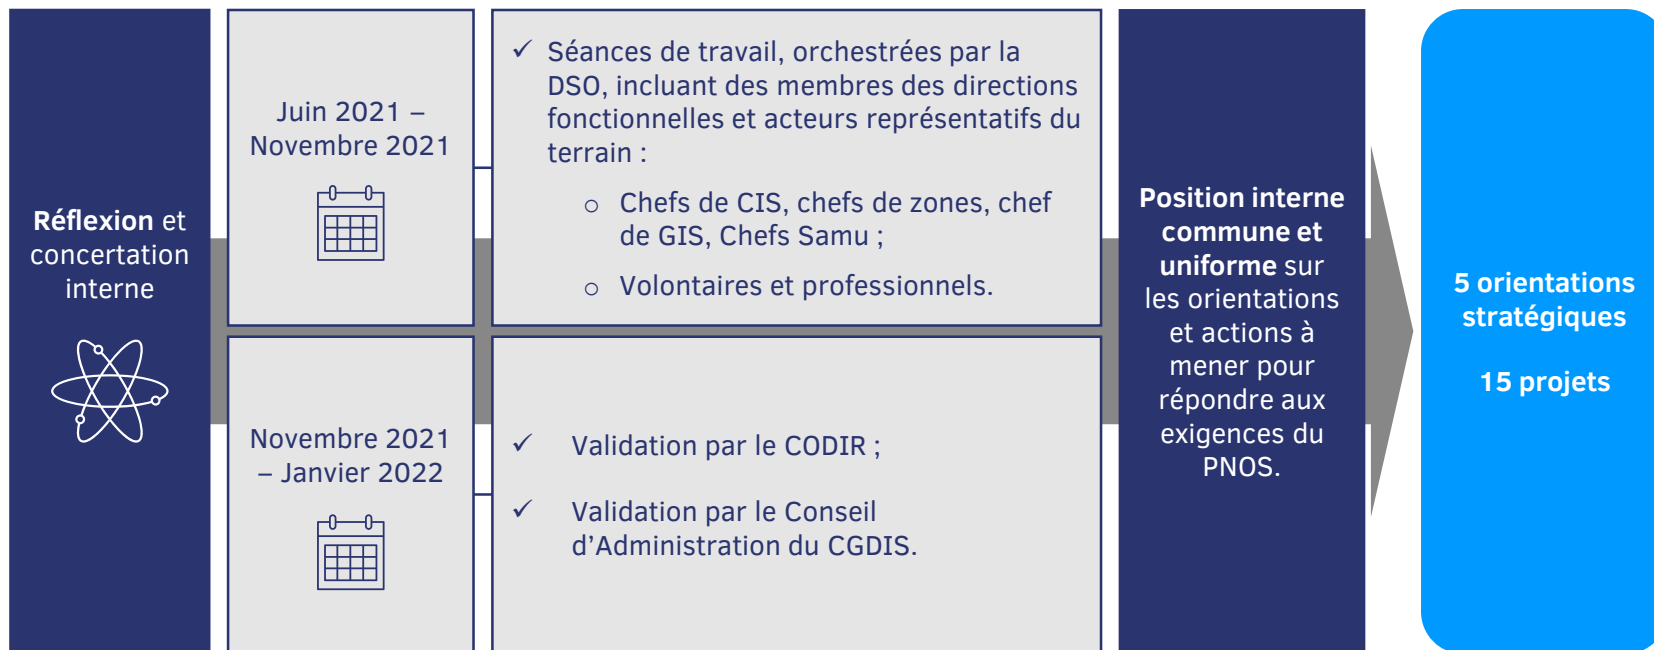 Réflexion et
concertation
interne
Juin 2021 –
Novembre 2021
✓ Séances de travail, orchestrées par la
DSO, incluant des membres des directions
fonctionnelles et acteurs représentatifs du
terrain :
o Chefs de CIS, chefs de zones, chef
de GIS, Chefs Samu ;
o Volontaires et professionnels.
Novembre 2021
– Janvier 2022
✓ Validation par le CODIR ;
✓ Validation par le Conseil
d’Administration du CGDIS.
Position interne
commune et
uniforme sur
les orientations
et actions à
mener pour
répondre aux
exigences du
PNOS.
5 orientations
stratégiques
15 projets